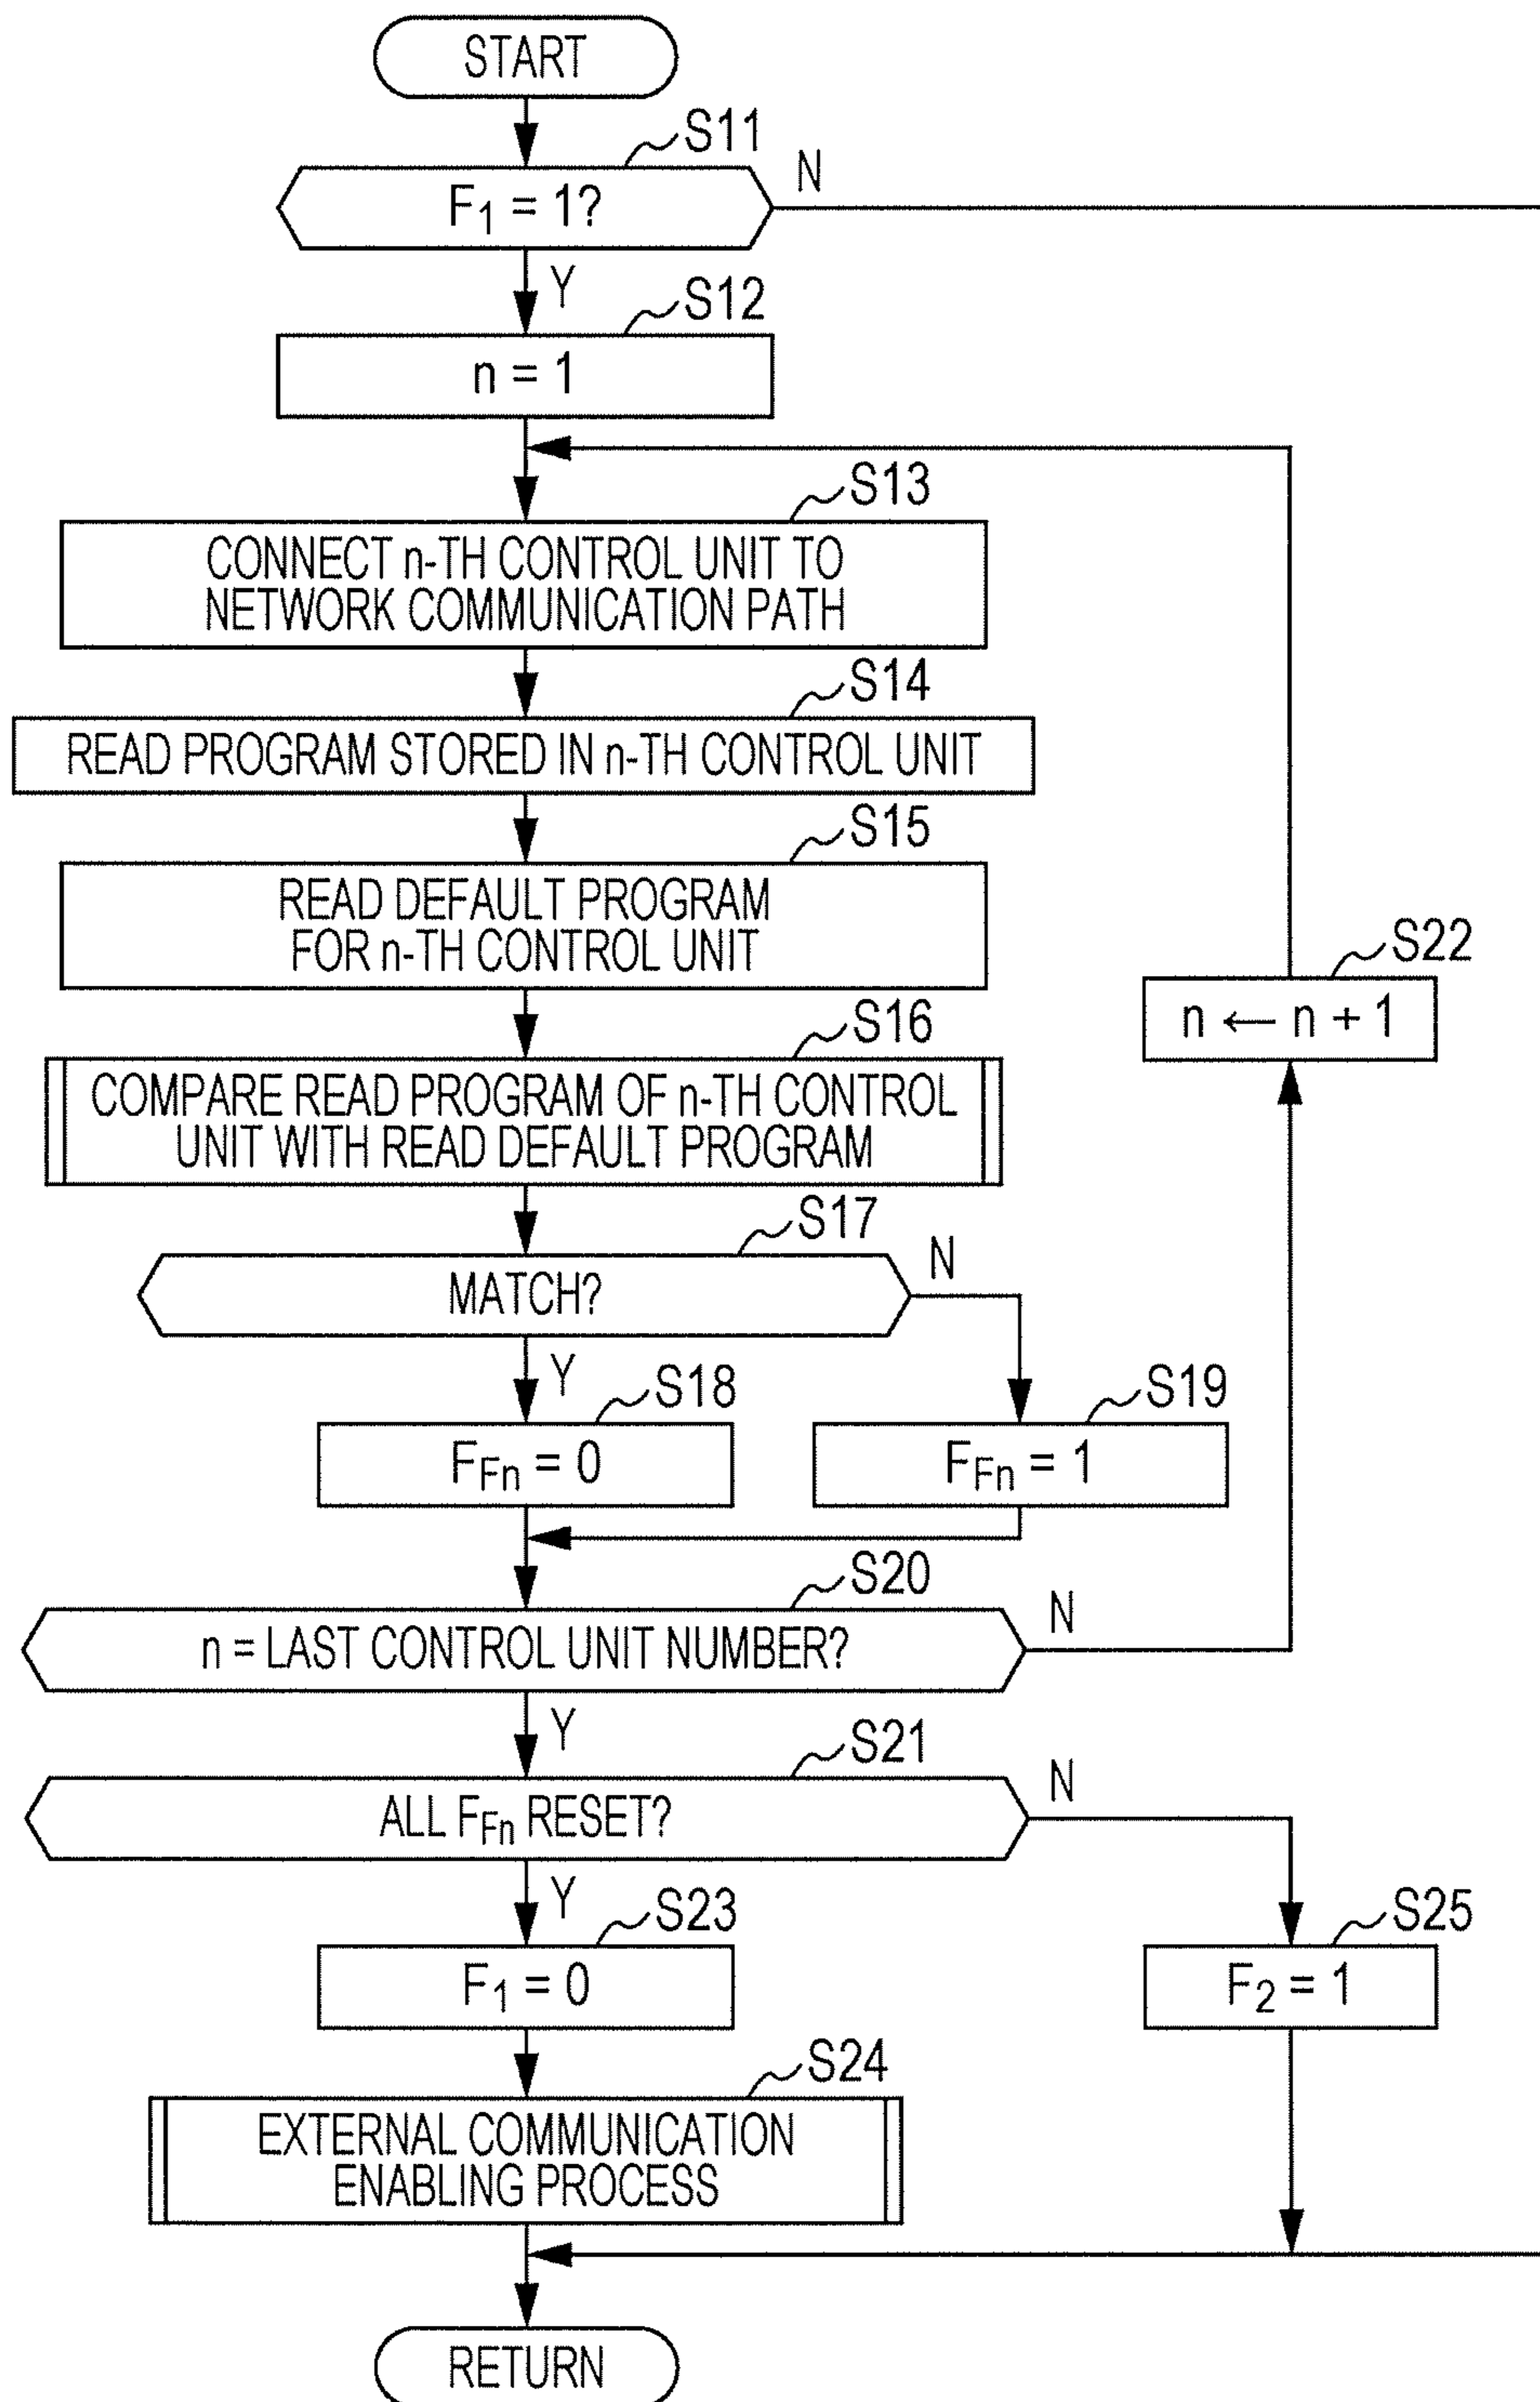 START
S11
F₁ = 1?
N
Y
S12
n = 1
S13
CONNECT n-TH CONTROL UNIT TO
NETWORK COMMUNICATION PATH
S14
READ PROGRAM STORED IN n-TH CONTROL UNIT
S15
READ DEFAULT PROGRAM
FOR n-TH CONTROL UNIT
S22
n ← n + 1
S16
COMPARE READ PROGRAM OF n-TH CONTROL
UNIT WITH READ DEFAULT PROGRAM
S17
MATCH?
N
Y
S18
F_Fn = 0
S19
F_Fn = 1
S20
n = LAST CONTROL UNIT NUMBER?
N
Y
S21
ALL F_Fn RESET?
N
Y
S23
F₁ = 0
S25
F₂ = 1
S24
EXTERNAL COMMUNICATION
ENABLING PROCESS
RETURN